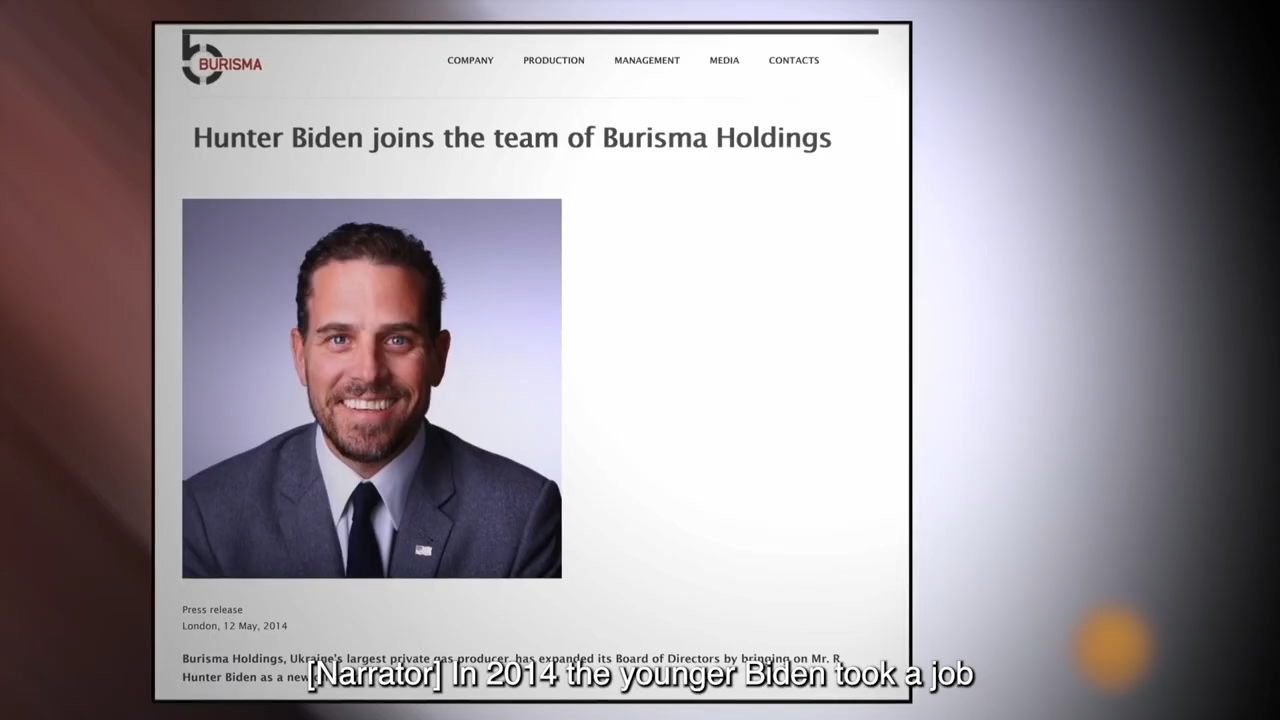 BURISMA
COMPANY PRODUCTION MANAGEMENT MEDIA CONTACTS
Hunter Biden joins the team of Burisma Holdings
Press release
London, 12 May, 2014
Burisma Holdings, Ukraine's largest private gas producer, has expanded its Board of Directors by bringing on Mr. R.
Hunter Biden as a new
[Narrator] In 2014 the younger Biden took a job